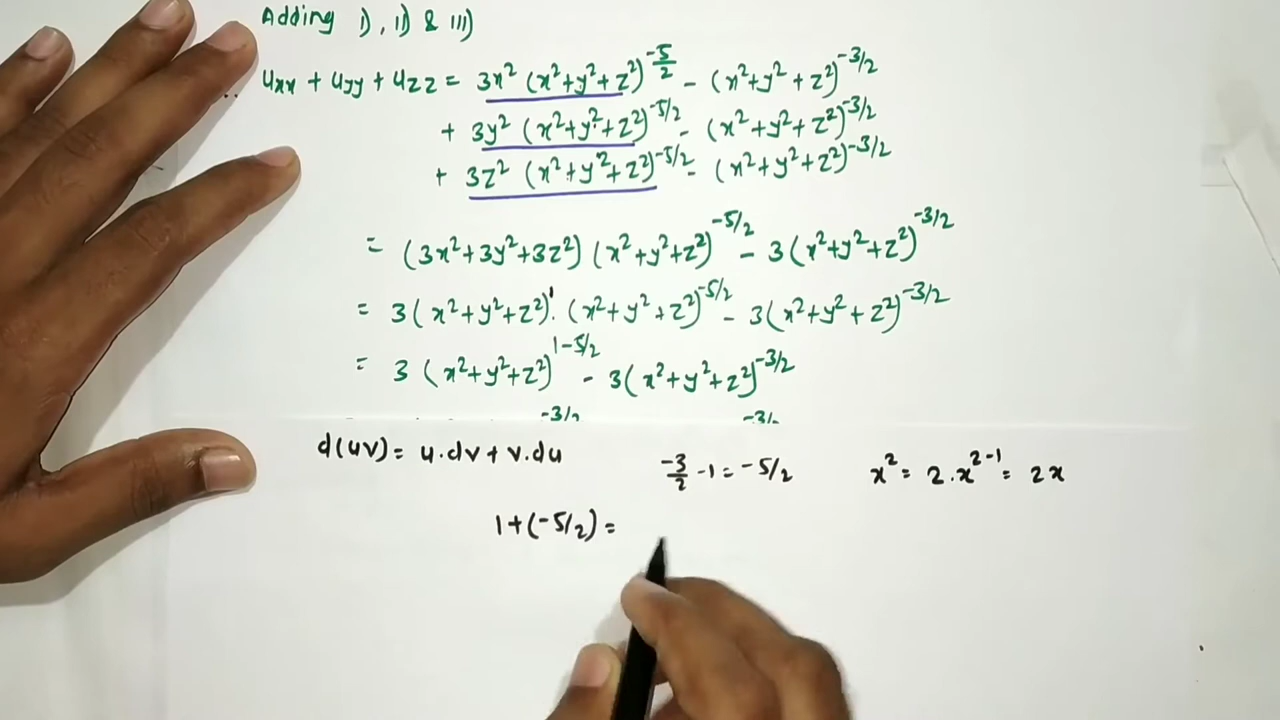 Adding i), ii) & iii)
∴ uxx + uyy + uzz = 3x² (x²+y²+z²)^-5/2 - (x²+y²+z²)^-3/2
+ 3y² (x²+y²+z²)^-5/2 - (x²+y²+z²)^-3/2
+ 3z² (x²+y²+z²)^-5/2 - (x²+y²+z²)^-3/2
= (3x²+3y²+3z²) (x²+y²+z²)^-5/2 - 3(x²+y²+z²)^-3/2
= 3(x²+y²+z²)^1 · (x²+y²+z²)^-5/2 - 3(x²+y²+z²)^-3/2
= 3 (x²+y²+z²)^1-5/2 - 3(x²+y²+z²)^-3/2
-3/2 -3/2
d(uv) = u.dv + v.du -3/2 -1 = -5/2 x² = 2.x^2-1 = 2x
1+(-5/2) =